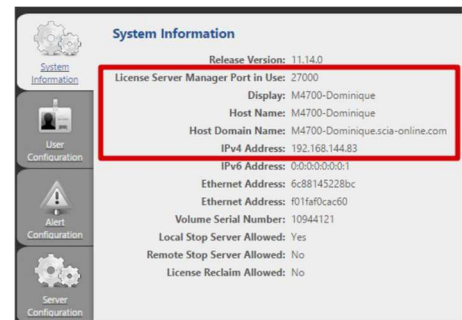 System Information
User Configuration
Alert Configuration
Server Configuration
System Information
Release Version: 11.14.0
License Server Manager Port in Use: 27000
Display: M4700-Dominique
Host Name: M4700-Dominique
Host Domain Name: M4700-Dominique.scia-online.com
IPv4 Address: 192.168.144.83
IPv6 Address: 0:0:0:0:0:0:0:1
Ethernet Address: 6c88145228bc
Ethernet Address: f01faf0cac60
Volume Serial Number: 10944121
Local Stop Server Allowed: Yes
Remote Stop Server Allowed: No
License Reclaim Allowed: No